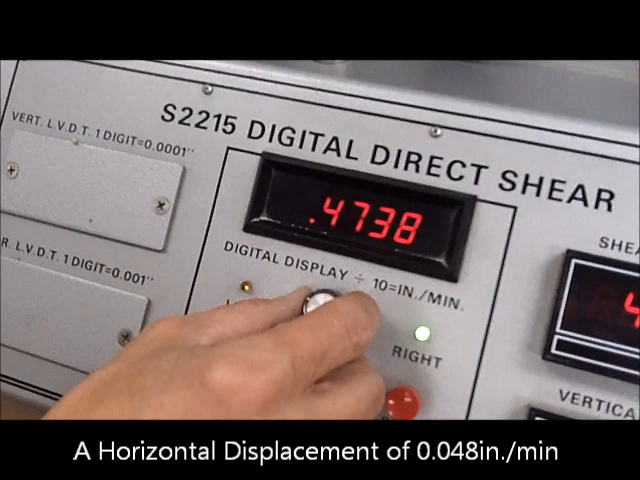 S2215 DIGITAL DIRECT SHEAR
VERT. L.V.D.T. 1 DIGIT=0.0001"
.4738
DIGITAL DISPLAY ÷ 10=IN./MIN.
R. L.V.D.T. 1 DIGIT=0.001"
SHEA
4
RIGHT
VERTICA
A Horizontal Displacement of 0.048in./min